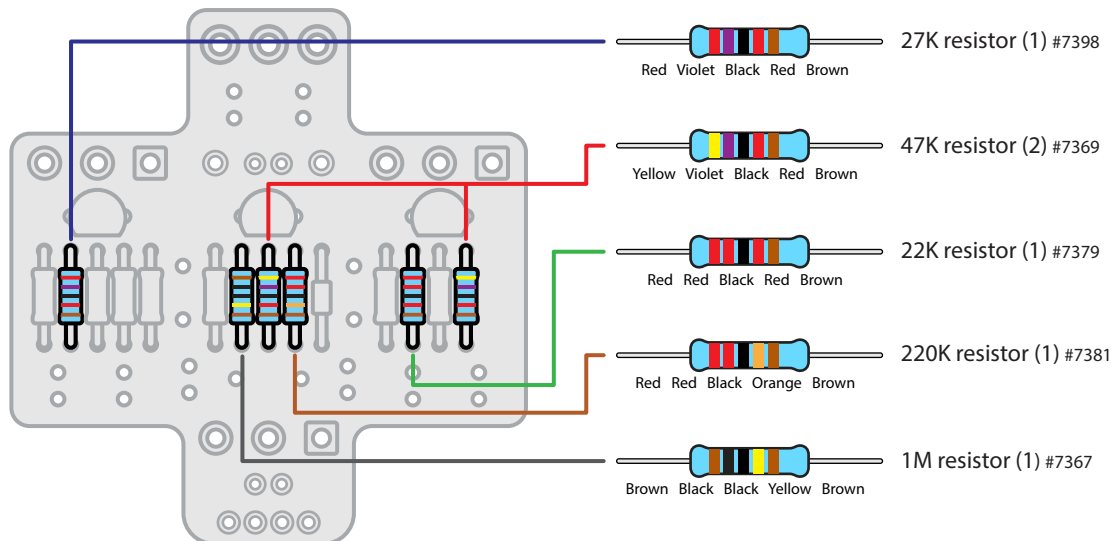 27K resistor (1) #7398
Red Violet Black Red Brown
47K resistor (2) #7369
Yellow Violet Black Red Brown
22K resistor (1) #7379
Red Red Black Red Brown
220K resistor (1) #7381
Red Red Black Orange Brown
1M resistor (1) #7367
Brown Black Black Yellow Brown